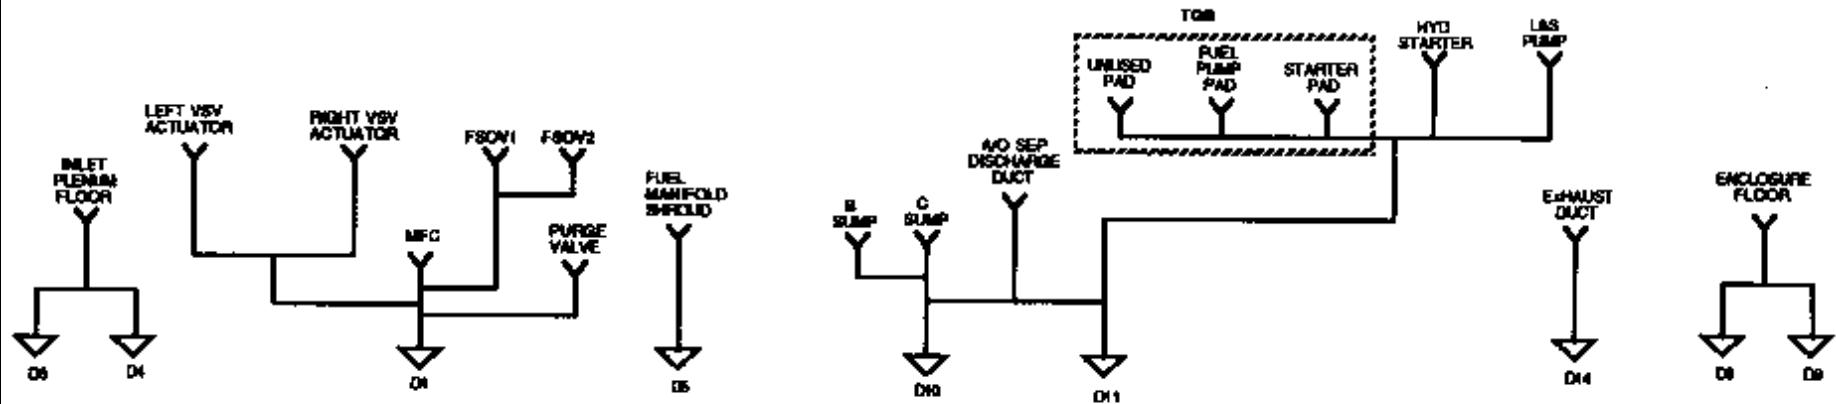 LEFT VSV
ACTUATOR
RIGHT VSV
ACTUATOR
FSOV1
FSOV2
INLET
PLENUM
FLOOR
MFC
PURGE
VALVE
FUEL
MANIFOLD
SHROUD
D4
D5
B
SUMP
C
SUMP
A/O SEP
DISCHARGE
DUCT
TGB
UNUSED
PAD
FUEL
PUMP
PAD
STARTER
PAD
HYD
STARTER
L&S
PUMP
D10
D11
EXHAUST
DUCT
D14
ENCLOSURE
FLOOR
D8
D9